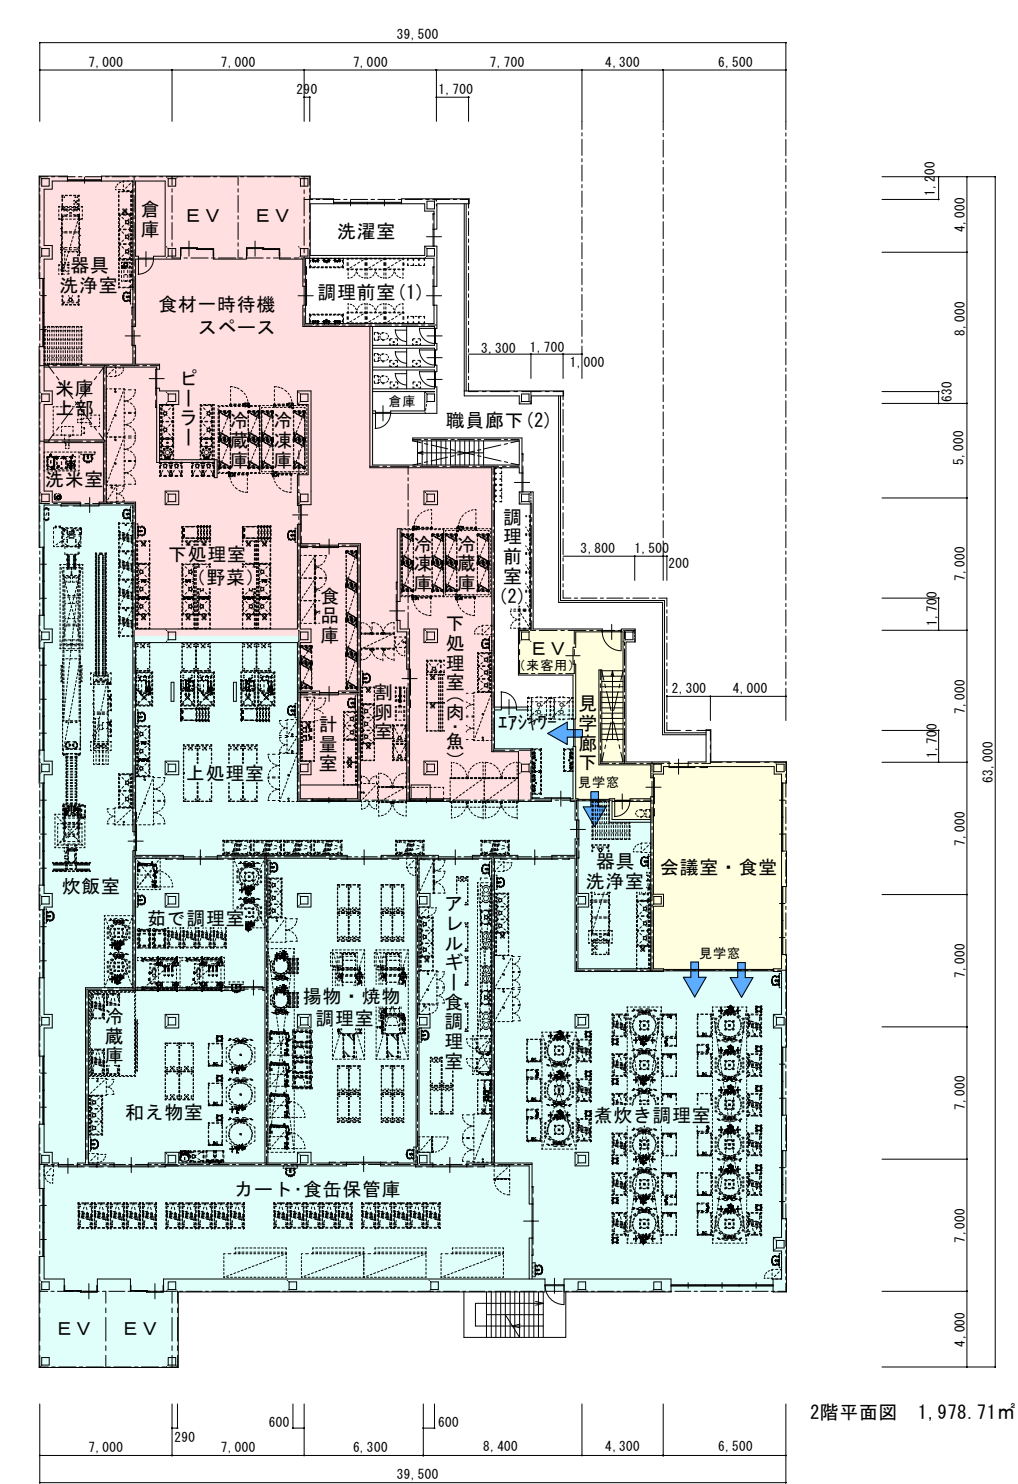 39,500
7,000
7,000
7,000
7,700
4,300
6,500
290
1,700
1,200
4,000
8,000
630
5,000
7,000
1,700
7,000
1,700
63,000
7,000
7,000
7,000
7,000
4,000
3,300
1,700
1,000
3,800
1,500
200
2,300
4,000
倉庫
ＥＶ
ＥＶ
洗濯室
器具
洗浄室
食材一時待機
スペース
調理前室(1)
米庫
上部
ピーラー
冷蔵庫
冷凍庫
倉庫
職員廊下(2)
洗米室
下処理室
(野菜)
食品庫
冷凍庫
冷蔵庫
調理前室(2)
下処理室(肉・魚)
ＥＶ
(来客用)
割卵室
計量室
エアシャワー
見学廊下
見学窓
上処理室
炊飯室
茹で調理室
アレルギー食調理室
器具
洗浄室
会議室・食堂
見学窓
冷蔵庫
揚物・焼物
調理室
和え物室
煮炊き調理室
カート・食缶保管庫
ＥＶ
ＥＶ
2階平面図　1,978.71㎡
290
600
600
7,000
7,000
6,300
8,400
4,300
6,500
39,500